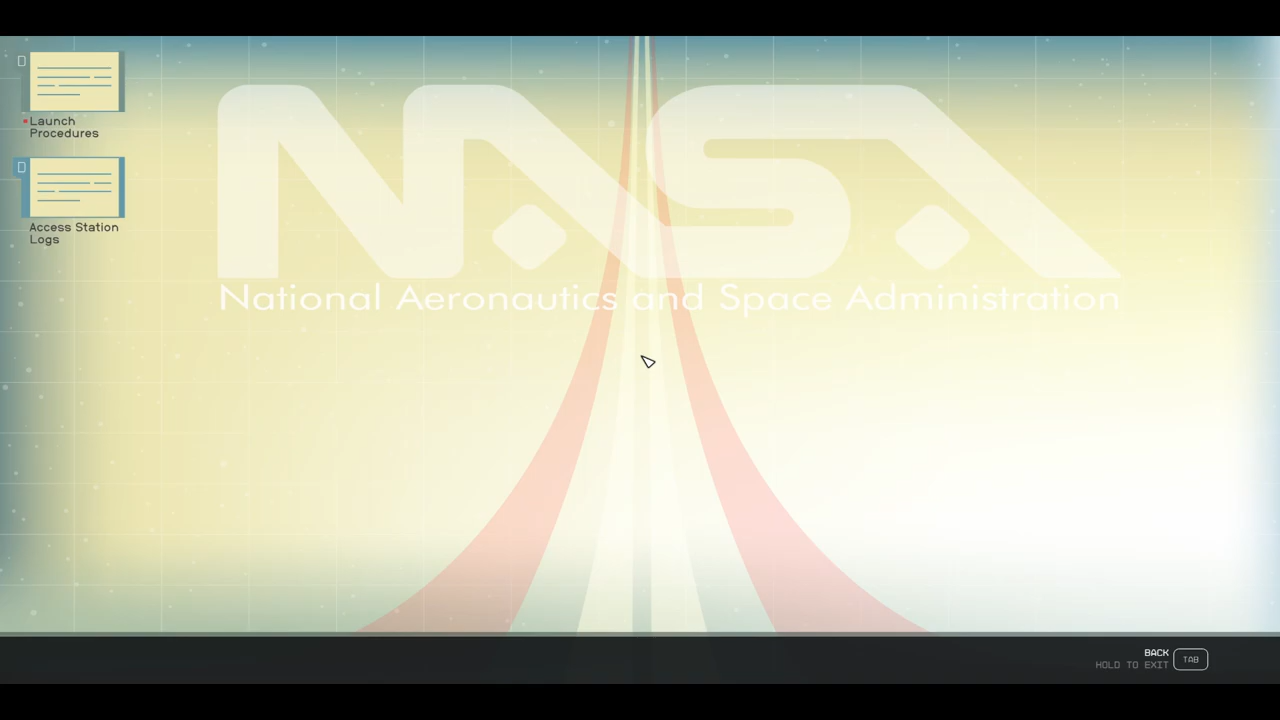 D
Launch
Procedures
D
Access Station
Logs
NASA
National Aeronautics and Space Administration
BACK
HOLD TO EXIT
TAB